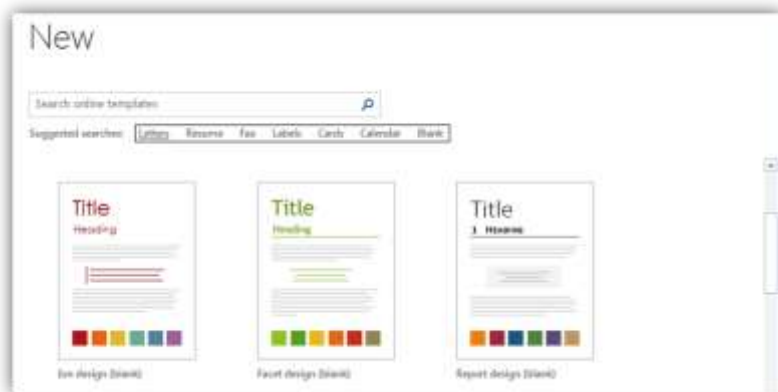 New
Search online templates
Suggested searches: Letters Resume Fax Labels Cards Calendar Blank
Title Title Title
Heading Heading 1 Heading
Ion design (blank) Facet design (blank) Report design (blank)